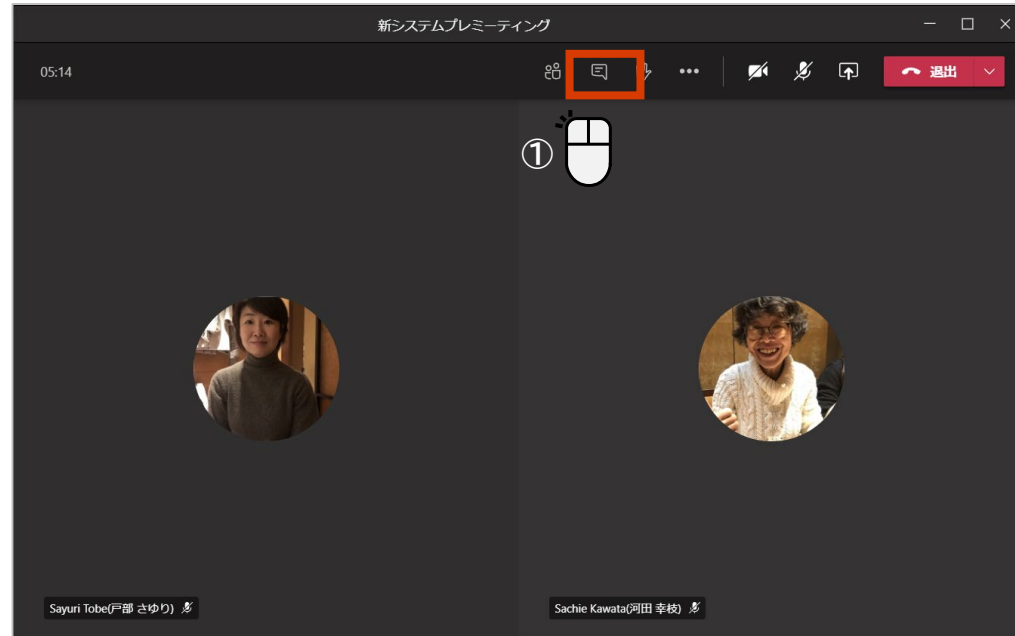 新システムプレミーティング
05:14
退出
①
Sayuri Tobe(戸部 さゆり)
Sachie Kawata(河田 幸枝)